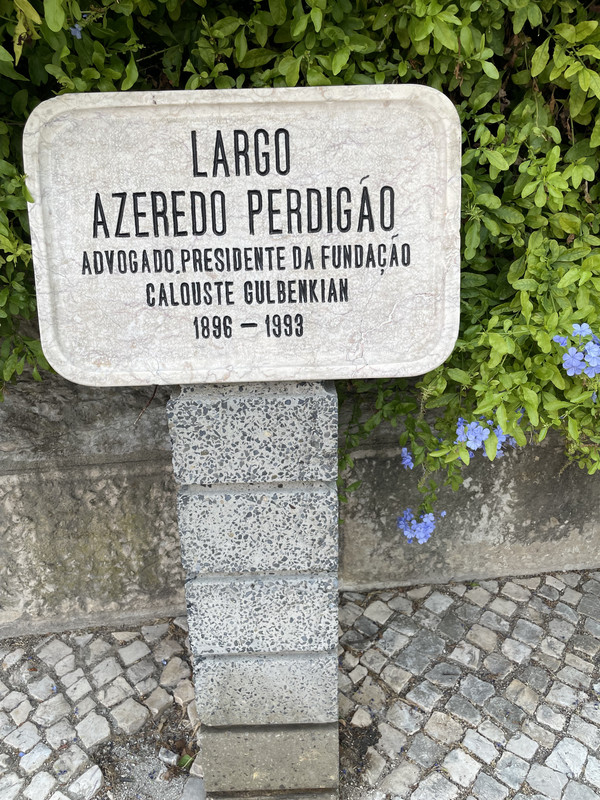 LARGO
AZEREDO PERDIGÃO
ADVOGADO.PRESIDENTE DA FUNDAÇÃO
CALOUSTE GULBENKIAN
1896 – 1993